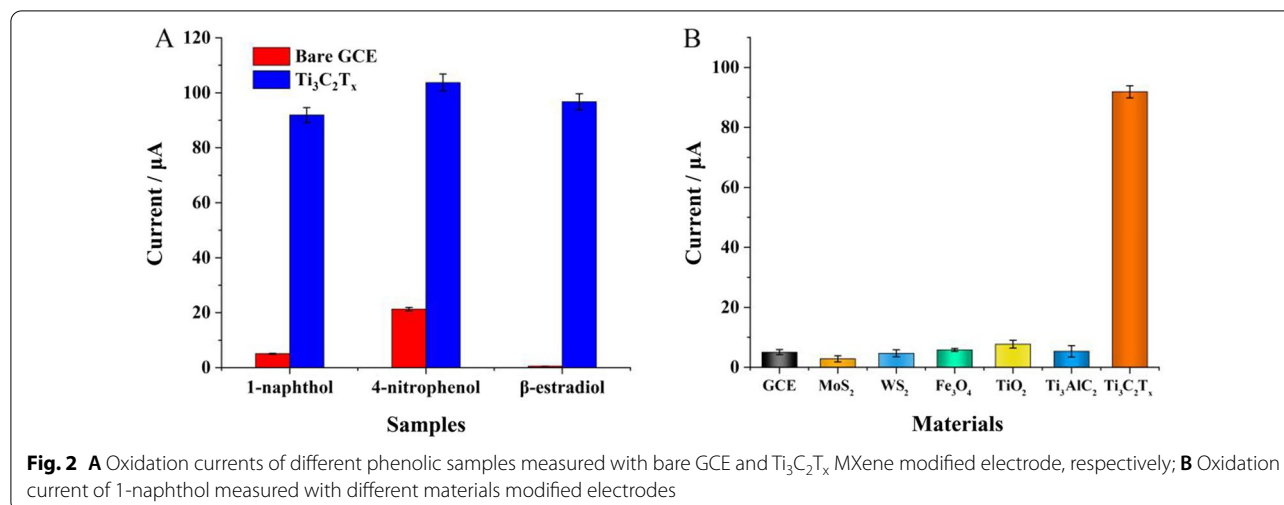 A
Bare GCE
Ti₃C₂Tₓ
Current / μA
120
100
80
60
40
20
0
1-naphthol 4-nitrophenol β-estradiol
Samples
B
Current / μA
100
80
60
40
20
0
GCE MoS₂ WS₂ Fe₃O₄ TiO₂ Ti₃AlC₂ Ti₃C₂Tₓ
Materials
Fig. 2 A Oxidation currents of different phenolic samples measured with bare GCE and Ti₃C₂Tₓ MXene modified electrode, respectively; B Oxidation
current of 1-naphthol measured with different materials modified electrodes